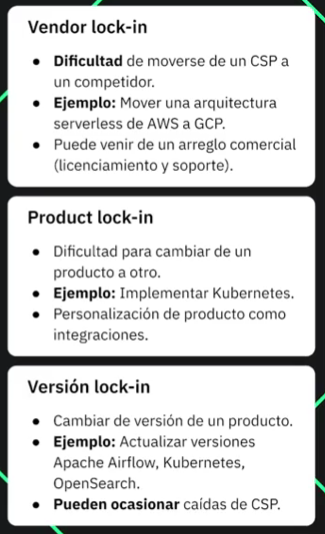 Vendor lock-in
● Dificultad de moverse de un CSP a
un competidor.
● Ejemplo: Mover una arquitectura
serverless de AWS a GCP.
● Puede venir de un arreglo comercial
(licenciamiento y soporte).
Product lock-in
● Dificultad para cambiar de un
producto a otro.
● Ejemplo: Implementar Kubernetes.
● Personalización de producto como
integraciones.
Versión lock-in
● Cambiar de versión de un producto.
● Ejemplo: Actualizar versiones
Apache Airflow, Kubernetes,
OpenSearch.
● Pueden ocasionar caídas de CSP.